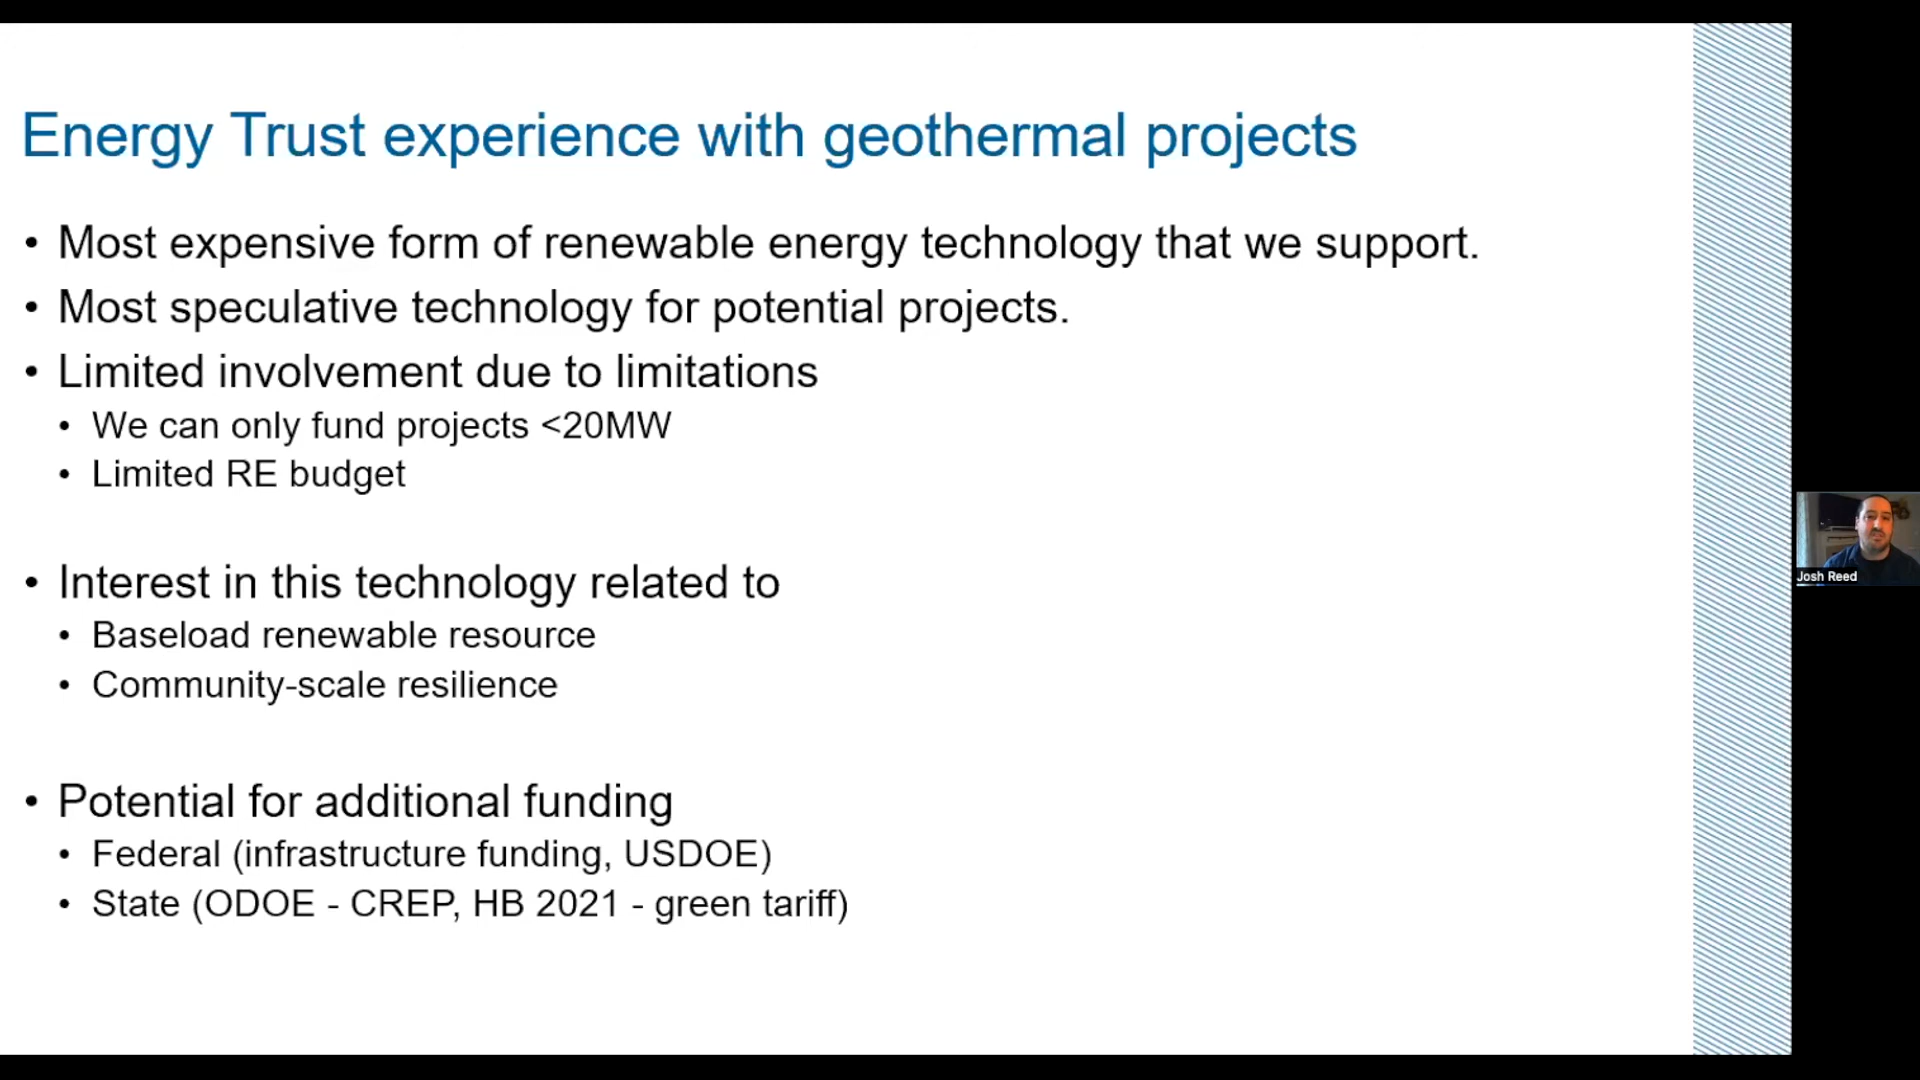 Energy Trust experience with geothermal projects
• Most expensive form of renewable energy technology that we support.
• Most speculative technology for potential projects.
• Limited involvement due to limitations
• We can only fund projects <20MW
• Limited RE budget
• Interest in this technology related to
• Baseload renewable resource
• Community-scale resilience
• Potential for additional funding
• Federal (infrastructure funding, USDOE)
• State (ODOE - CREP, HB 2021 - green tariff)
Josh Reed